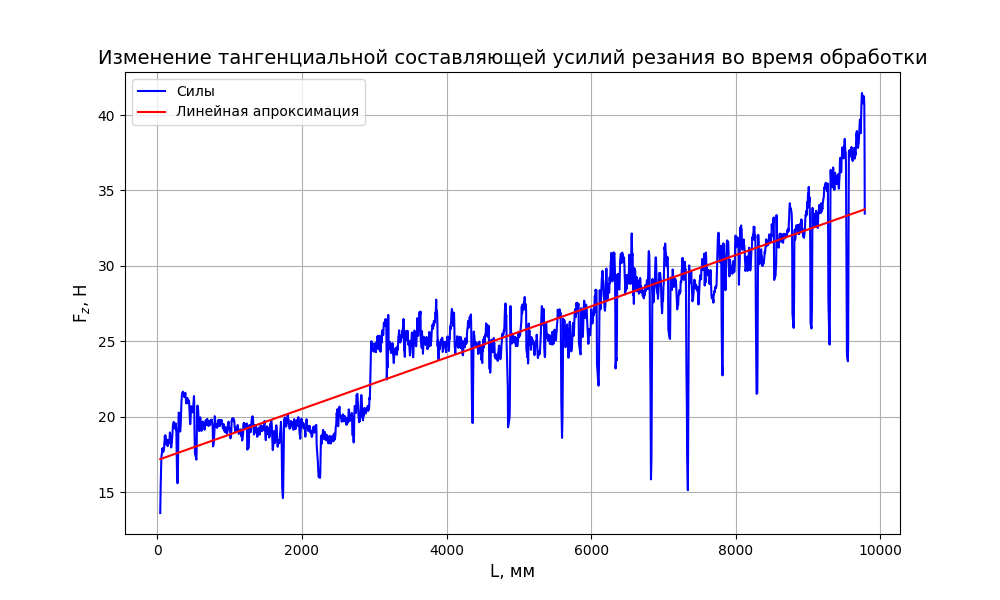 Изменение тангенциальной составляющей усилий резания во время обработки
Силы
Линейная апроксимация
40
35
30
25
20
15
F_z, Н
0 2000 4000 6000 8000 10000
L, мм